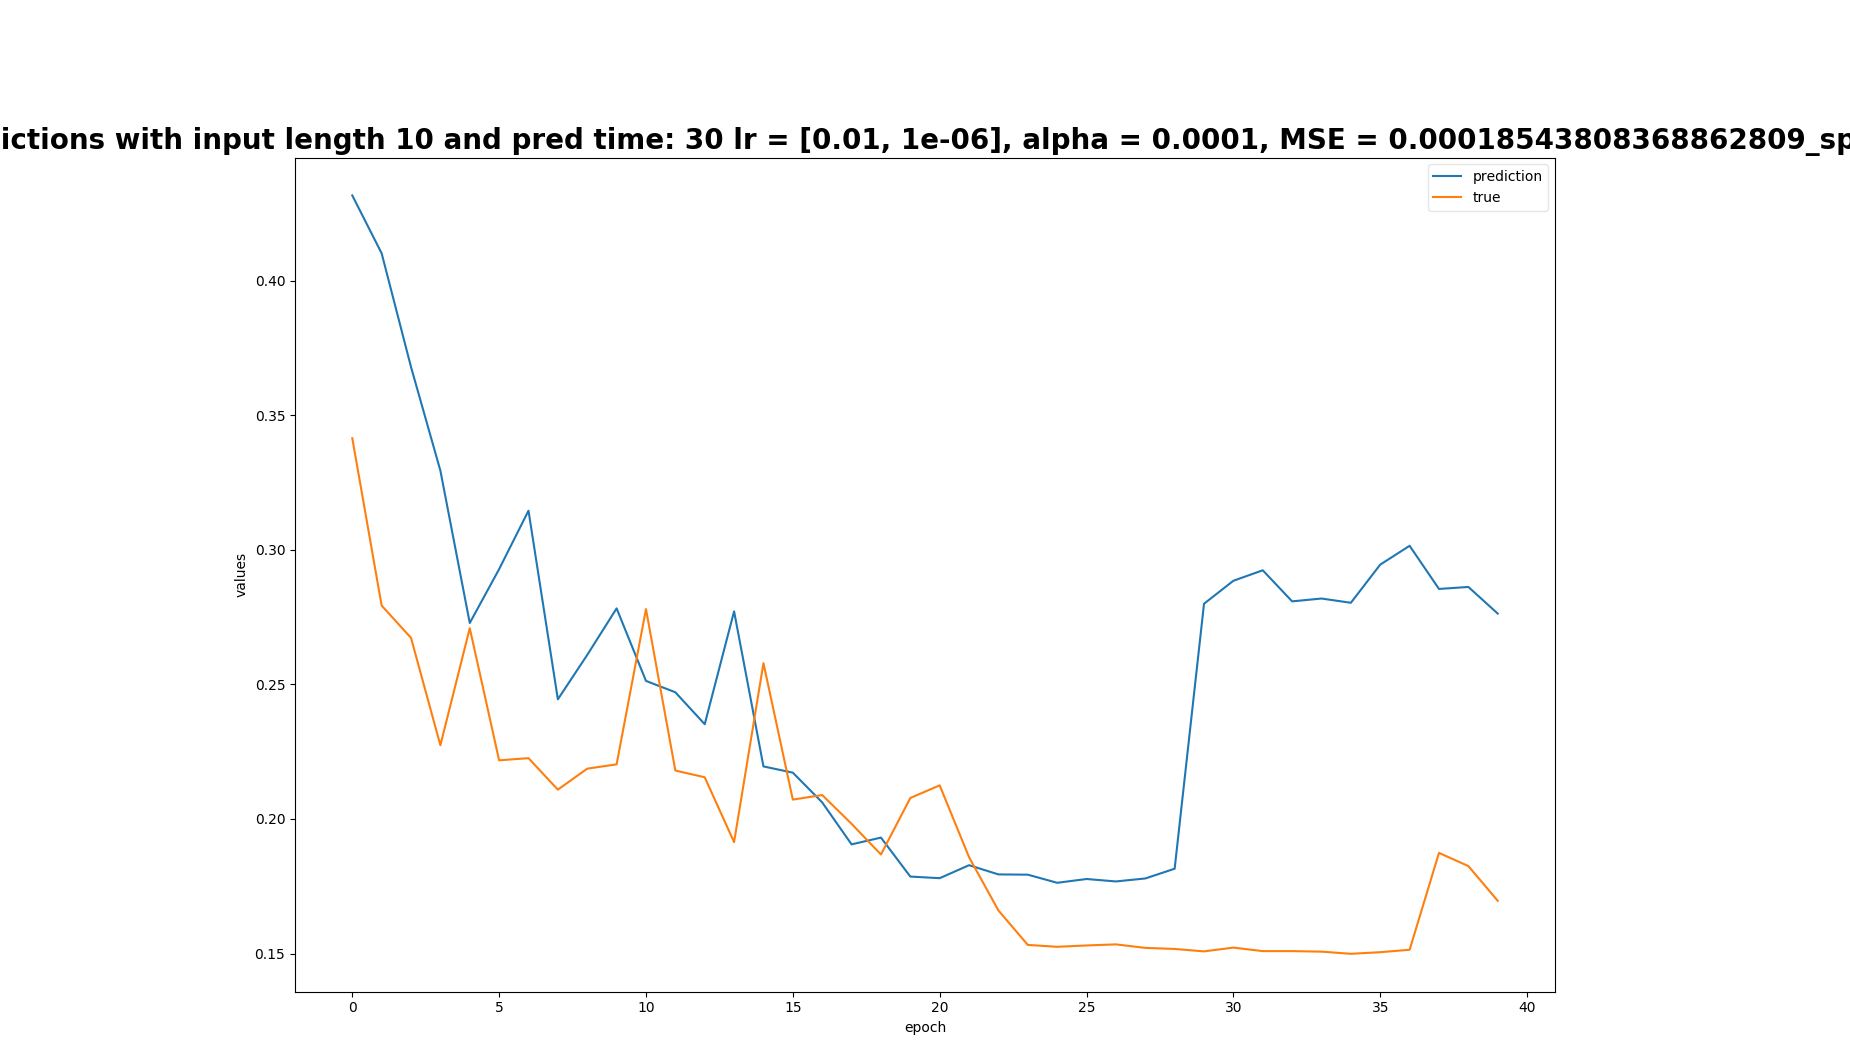 ictions with input length 10 and pred time: 30 lr = [0.01, 1e-06], alpha = 0.0001, MSE = 0.00018543808368862809_sp
prediction
true
0.40
0.35
0.30
0.25
0.20
0.15
values
0 5 10 15 20 25 30 35 40
epoch